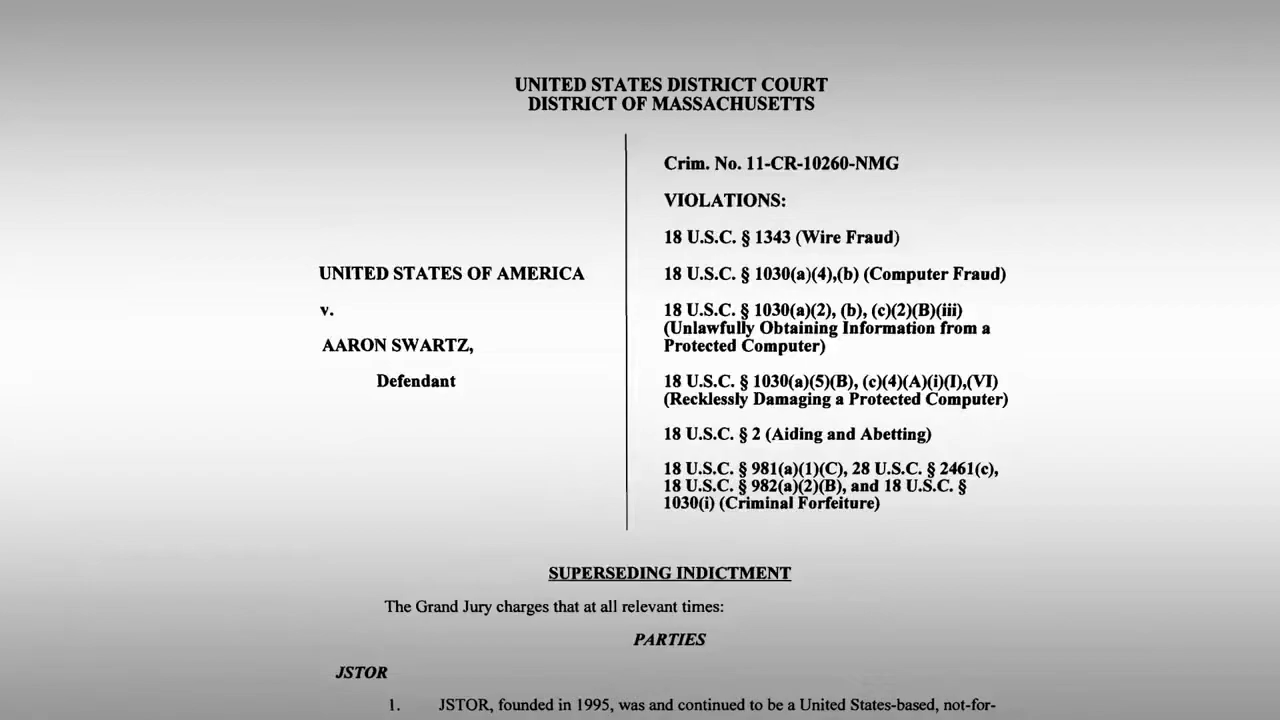 UNITED STATES DISTRICT COURT
DISTRICT OF MASSACHUSETTS
UNITED STATES OF AMERICA
v.
AARON SWARTZ,
Defendant
Crim. No. 11-CR-10260-NMG
VIOLATIONS:
18 U.S.C. § 1343 (Wire Fraud)
18 U.S.C. § 1030(a)(4),(b) (Computer Fraud)
18 U.S.C. § 1030(a)(2), (b), (c)(2)(B)(iii)
(Unlawfully Obtaining Information from a
Protected Computer)
18 U.S.C. § 1030(a)(5)(B), (c)(4)(A)(i)(I),(VI)
(Recklessly Damaging a Protected Computer)
18 U.S.C. § 2 (Aiding and Abetting)
18 U.S.C. § 981(a)(1)(C), 28 U.S.C. § 2461(c),
18 U.S.C. § 982(a)(2)(B), and 18 U.S.C. §
1030(i) (Criminal Forfeiture)
SUPERSEDING INDICTMENT
The Grand Jury charges that at all relevant times:
PARTIES
JSTOR
1. JSTOR, founded in 1995, was and continued to be a United States-based, not-for-